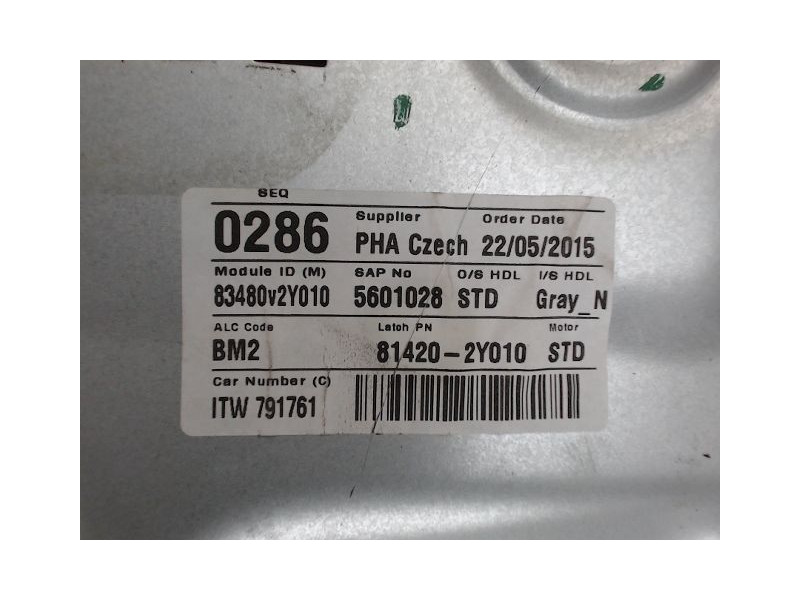 SEQ
0286
Supplier Order Date
PHA Czech 22/05/2015
Module ID (M) SAP No O/S HDL I/S HDL
83480v2Y010 5601028 STD Gray_N
ALC Code Latch PN Motor
BM2 81420-2Y010 STD
Car Number (C)
ITW 791761